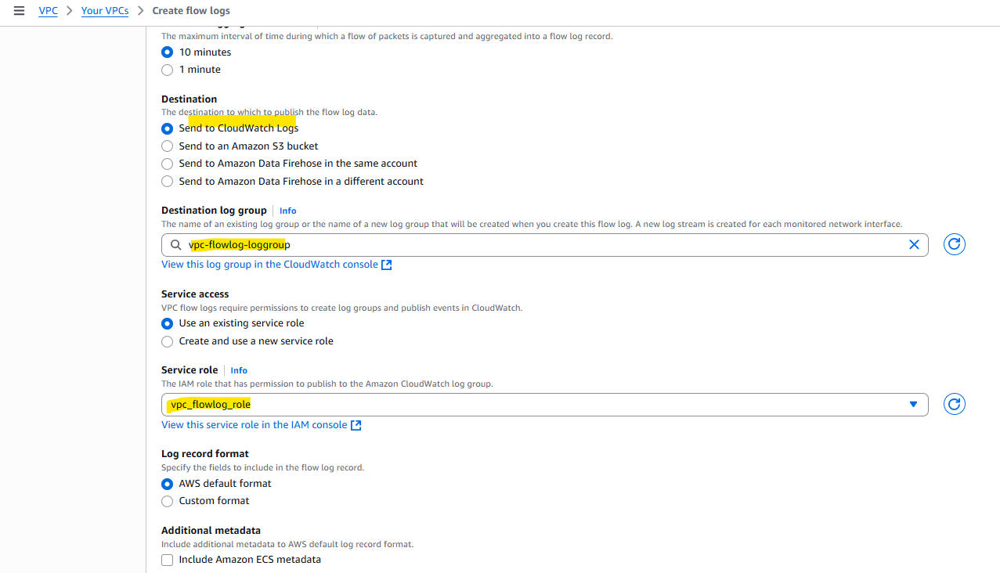 VPC > Your VPCs > Create flow logs
The maximum interval of time during which a flow of packets is captured and aggregated into a flow log record.
10 minutes
1 minute
Destination
The destination to which to publish the flow log data.
Send to CloudWatch Logs
Send to an Amazon S3 bucket
Send to Amazon Data Firehose in the same account
Send to Amazon Data Firehose in a different account
Destination log group | Info
The name of an existing log group or the name of a new log group that will be created when you create this flow log. A new log stream is created for each monitored network interface.
vpc-flowlog-loggroup
View this log group in the CloudWatch console
Service access
VPC flow logs require permissions to create log groups and publish events in CloudWatch.
Use an existing service role
Create and use a new service role
Service role | Info
The IAM role that has permission to publish to the Amazon CloudWatch log group.
vpc_flowlog_role
View this service role in the IAM console
Log record format
Specify the fields to include in the flow log record.
AWS default format
Custom format
Additional metadata
Include additional metadata to AWS default log record format.
Include Amazon ECS metadata